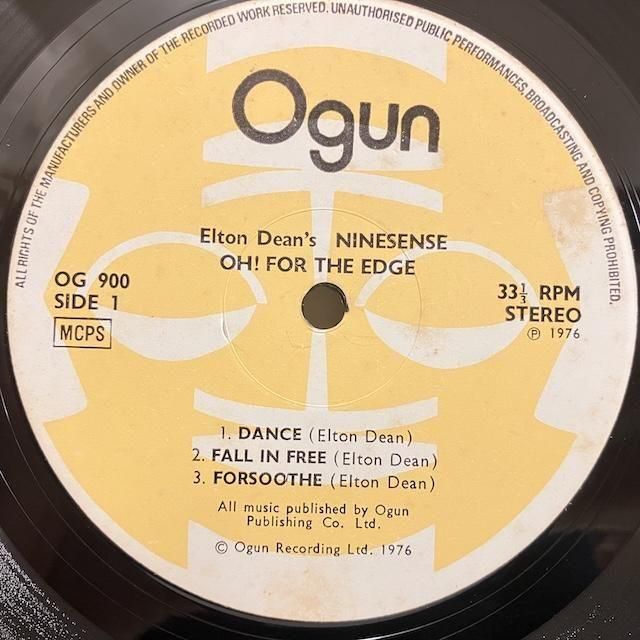 ALL RIGHTS OF THE MANUFACTURERS AND OWNER OF THE RECORDED WORK RESERVED. UNAUTHORISED PUBLIC PERFORMANCES, BROADCASTING AND COPYING PROHIBITED.
Ogun
Elton Dean's NINESENSE
OH! FOR THE EDGE
OG 900
SIDE 1
MCPS
33⅓ RPM
STEREO
℗ 1976
1. DANCE (Elton Dean)
2. FALL IN FREE (Elton Dean)
3. FORSOOTHE (Elton Dean)
All music published by Ogun
Publishing Co. Ltd.
© Ogun Recording Ltd. 1976